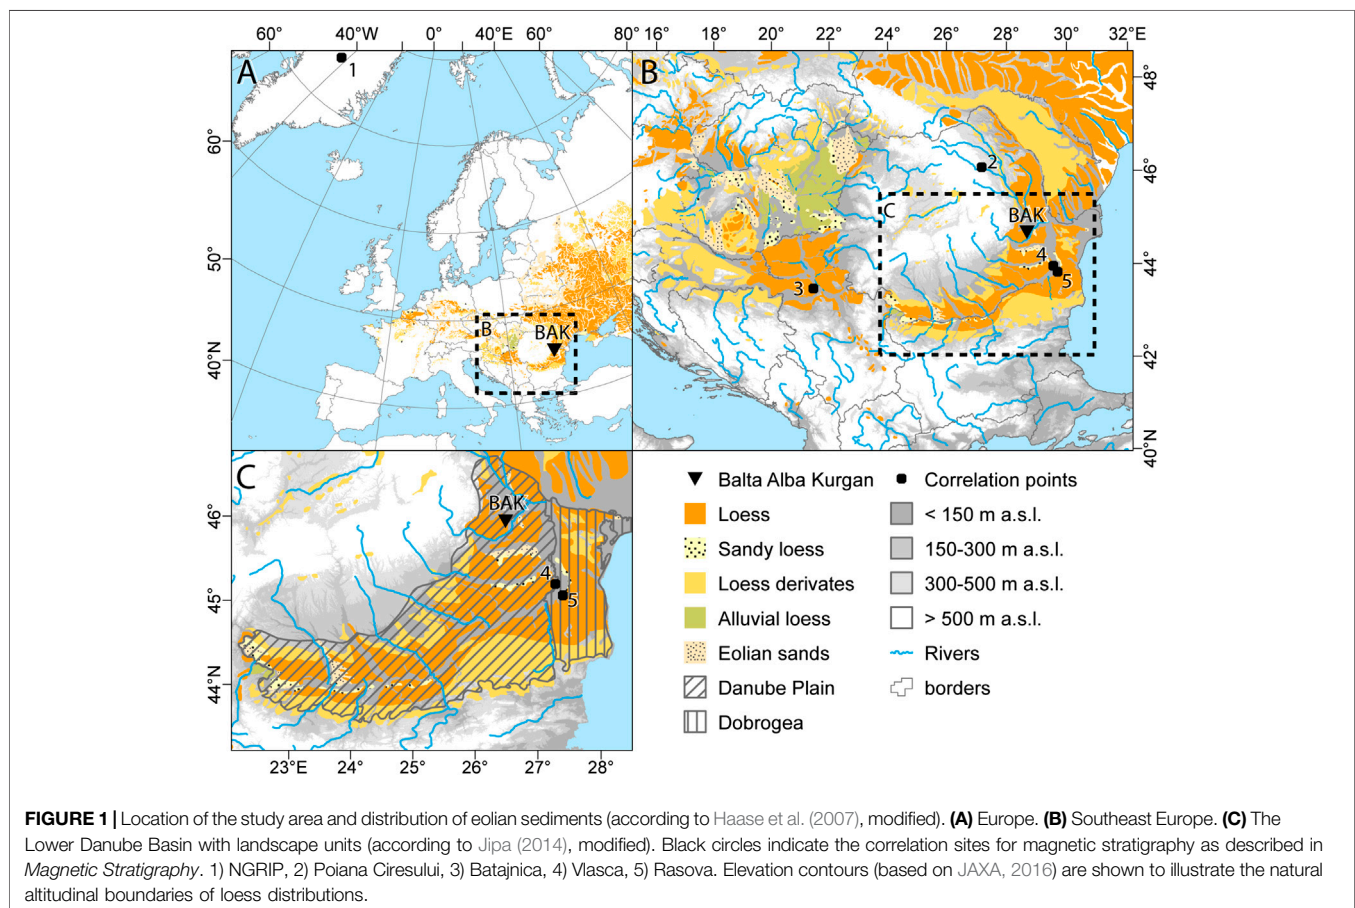 60° 40°W 0° 40°E 60° 80°
16° 18° 20° 22° 24° 26° 28° 30° 32°E
A
1
60°
50°
40°N
B
BAK
B
2
C
BAK
4
5
3
48°
46°
44°
42°
40°N
C
BAK
4
5
46°
45°
44°N
23°E 24° 25° 26° 27° 28°
Balta Alba Kurgan
Loess
Sandy loess
Loess derivates
Alluvial loess
Eolian sands
Danube Plain
Dobrogea
Correlation points
< 150 m a.s.l.
150-300 m a.s.l.
300-500 m a.s.l.
> 500 m a.s.l.
Rivers
borders
FIGURE 1 | Location of the study area and distribution of eolian sediments (according to Haase et al. (2007), modified). (A) Europe. (B) Southeast Europe. (C) The
Lower Danube Basin with landscape units (according to Jipa (2014), modified). Black circles indicate the correlation sites for magnetic stratigraphy as described in
Magnetic Stratigraphy. 1) NGRIP, 2) Poiana Ciresului, 3) Batajnica, 4) Vlasca, 5) Rasova. Elevation contours (based on JAXA, 2016) are shown to illustrate the natural
altitudinal boundaries of loess distributions.